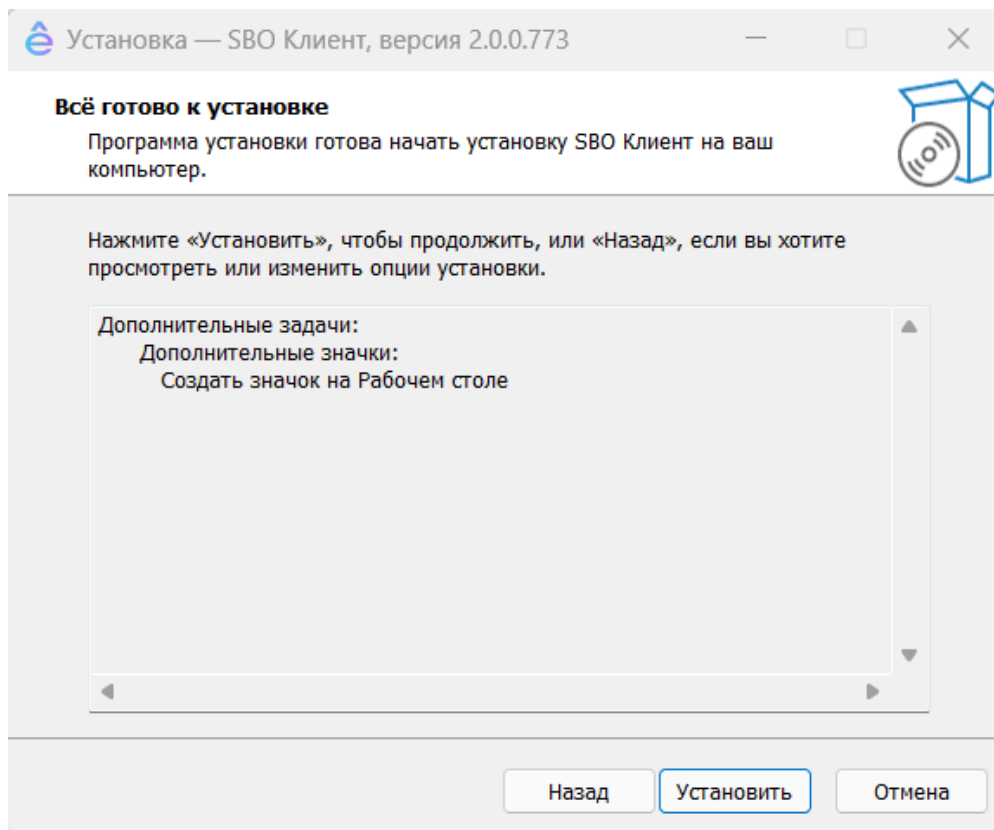 Установка — SBO Клиент, версия 2.0.0.773
Всё готово к установке
Программа установки готова начать установку SBO Клиент на ваш
компьютер.
Нажмите «Установить», чтобы продолжить, или «Назад», если вы хотите
просмотреть или изменить опции установки.
Дополнительные задачи:
Дополнительные значки:
Создать значок на Рабочем столе
Назад Установить Отмена